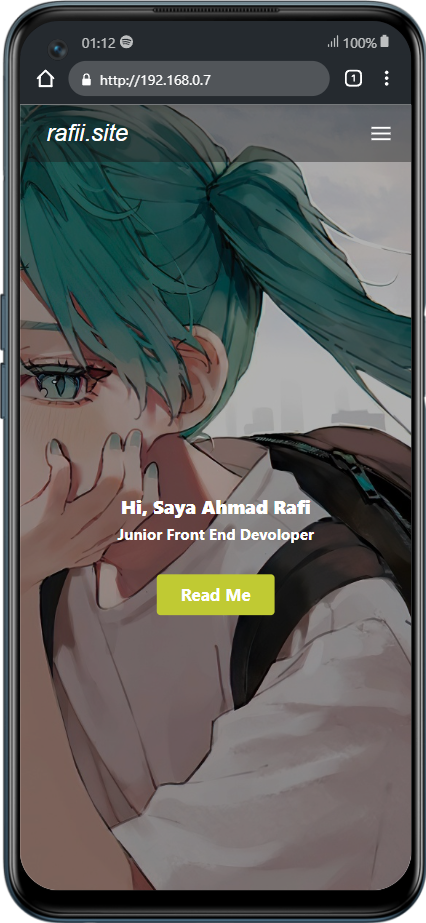 01:12
100%
http://192.168.0.7
1
rafii.site
Hi, Saya Ahmad Rafi
Junior Front End Devoloper
Read Me